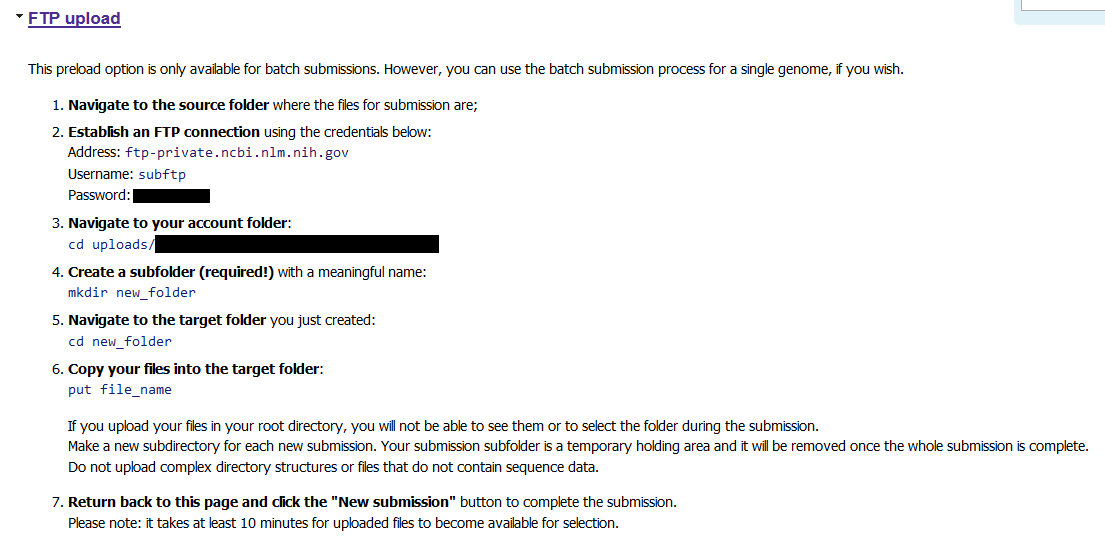 FTP upload
This preload option is only available for batch submissions. However, you can use the batch submission process for a single genome, if you wish.
1. Navigate to the source folder where the files for submission are;
2. Establish an FTP connection using the credentials below:
Address: ftp-private.ncbi.nlm.nih.gov
Username: subftp
Password:
3. Navigate to your account folder:
cd uploads/
4. Create a subfolder (required!) with a meaningful name:
mkdir new_folder
5. Navigate to the target folder you just created:
cd new_folder
6. Copy your files into the target folder:
put file_name
If you upload your files in your root directory, you will not be able to see them or to select the folder during the submission.
Make a new subdirectory for each new submission. Your submission subfolder is a temporary holding area and it will be removed once the whole submission is complete.
Do not upload complex directory structures or files that do not contain sequence data.
7. Return back to this page and click the "New submission" button to complete the submission.
Please note: it takes at least 10 minutes for uploaded files to become available for selection.